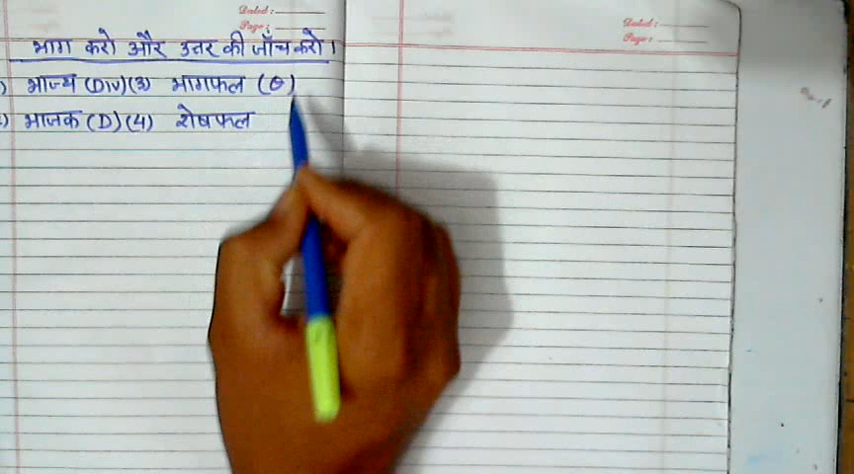 Dated:
Page:
Dated:
Page:
भाग करो और उत्तर की जाँच करो।
) भाज्य (Div) (3) भागफल (Q)
) भाजक (D) (4) शेषफल